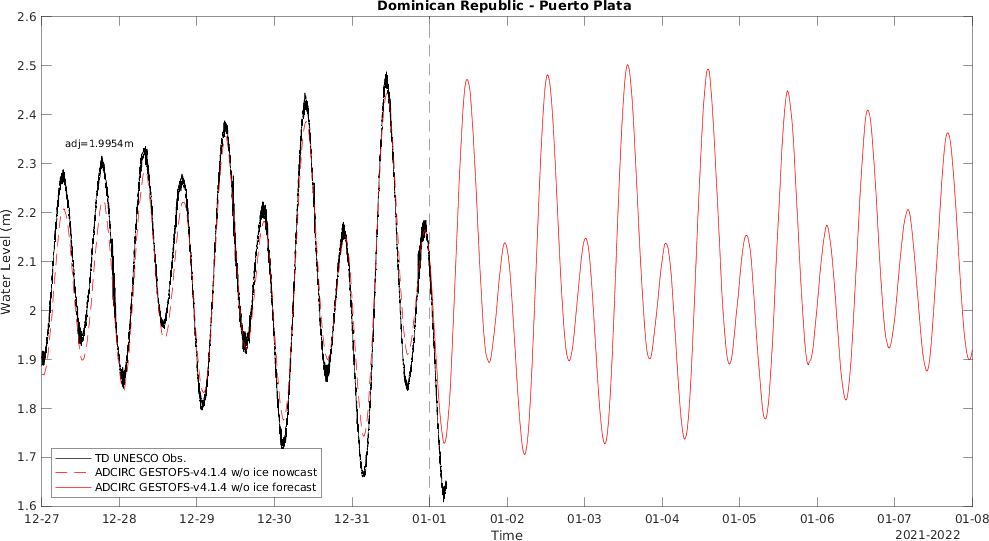 Dominican Republic - Puerto Plata
2.6
2.5
2.4
2.3
2.2
2.1
2
1.9
1.8
1.7
1.6
Water Level (m)
adj=1.9954m
TD UNESCO Obs.
ADCIRC GESTOFS-v4.1.4 w/o ice nowcast
ADCIRC GESTOFS-v4.1.4 w/o ice forecast
12-27 12-28 12-29 12-30 12-31 01-01 01-02 01-03 01-04 01-05 01-06 01-07 01-08
Time
2021-2022